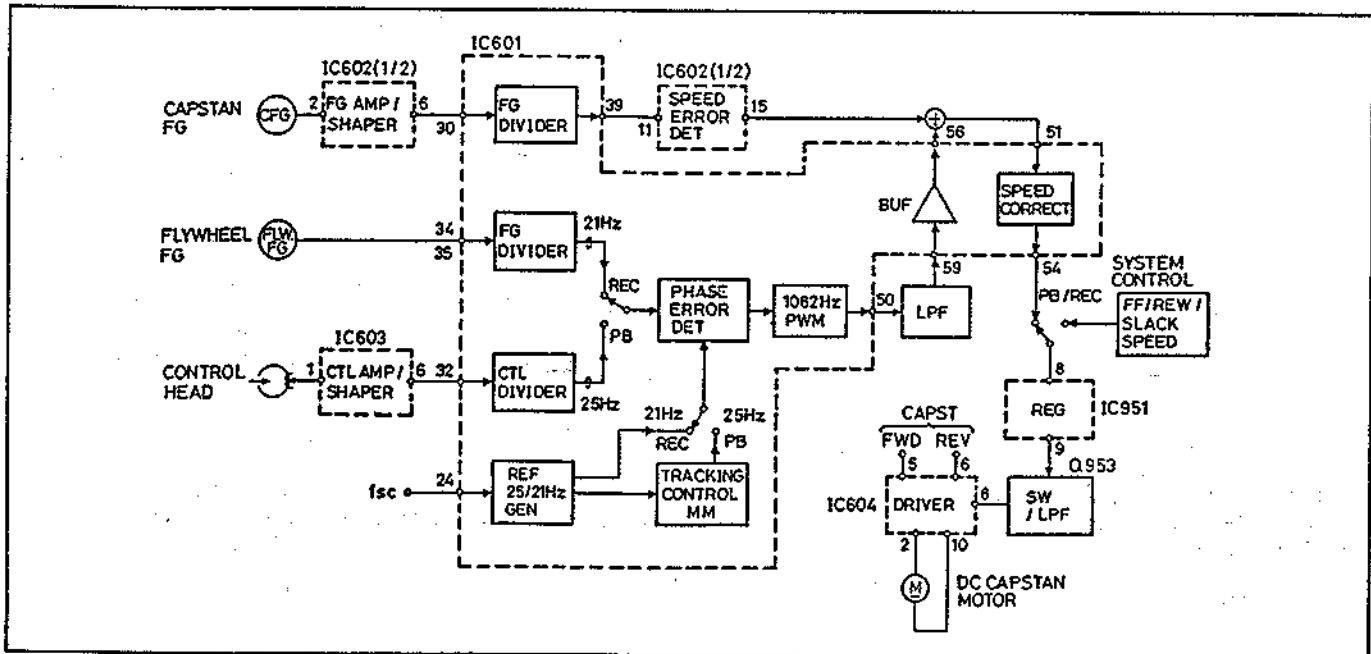 IC601
IC602(1/2)
IC602(1/2)
CAPSTAN
FG
CFG
2
FG AMP/
SHAPER
6
30
FG
DIVIDER
39
11
SPEED
ERROR
DET
15
+
56
51
SPEED
CORRECT
BUF
FLYWHEEL
FG
FLW.
FG
34
35
FG
DIVIDER
21Hz
REC
PB
PHASE
ERROR
DET
1062Hz
PWM
50
LPF
59
54
SYSTEM
CONTROL
PB/REC
FF/REW/
SLACK
SPEED
IC603
CONTROL
HEAD
1
CTL AMP/
SHAPER
6
32
CTL
DIVIDER
25Hz
21Hz
REC
25Hz
PB
fsc
24
REF
25/21Hz
GEN
TRACKING
CONTROL
MM
8
REG
IC951
9
Q953
CAPST
FWD
REV
5
6
IC604
DRIVER
6
SW
/LPF
2
10
M
DC CAPSTAN
MOTOR